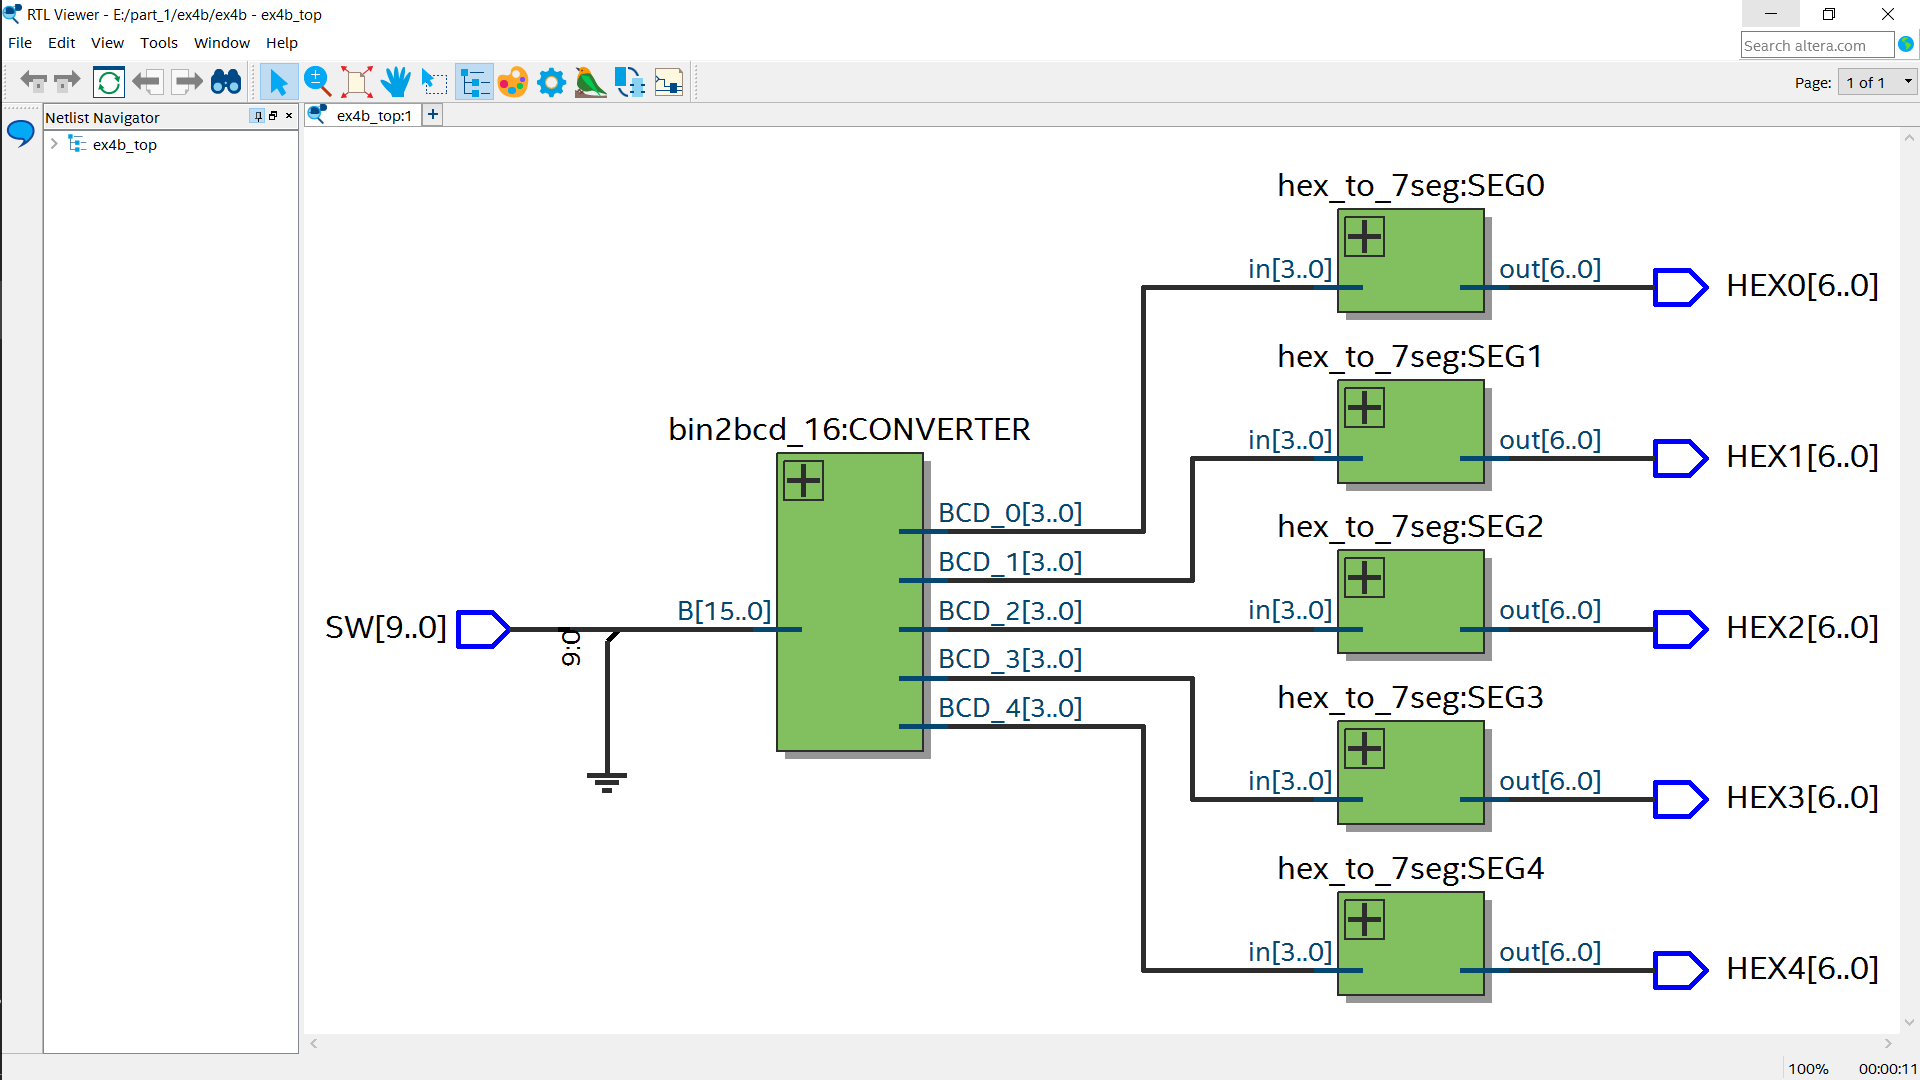 RTL Viewer - E:/part_1/ex4b/ex4b - ex4b_top
File Edit View Tools Window Help
Search altera.com
Page: 1 of 1
Netlist Navigator
ex4b_top
ex4b_top:1
hex_to_7seg:SEG0
in[3..0] out[6..0] HEX0[6..0]
hex_to_7seg:SEG1
in[3..0] out[6..0] HEX1[6..0]
bin2bcd_16:CONVERTER
BCD_0[3..0]
hex_to_7seg:SEG2
BCD_1[3..0]
SW[9..0] 9:0 B[15..0] BCD_2[3..0] in[3..0] out[6..0] HEX2[6..0]
BCD_3[3..0]
hex_to_7seg:SEG3
BCD_4[3..0]
in[3..0] out[6..0] HEX3[6..0]
hex_to_7seg:SEG4
in[3..0] out[6..0] HEX4[6..0]
100% 00:00:11